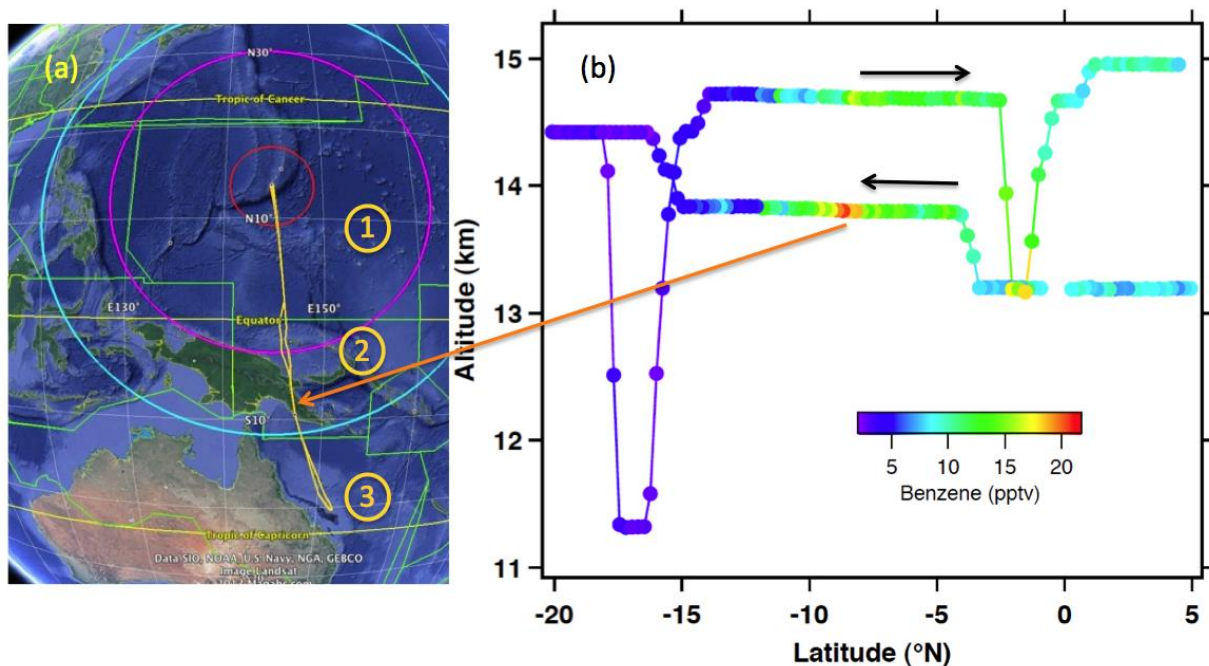 (a)
N30°
Tropic of Cancer
N10°
1
E130°
E150°
Equator
2
S10°
3
Tropic of Capricorn
Data SIO, NOAA, U.S. Navy, NGA, GEBCO
Image Landsat
(b)
15
14
13
12
11
Altitude (km)
5
10
15
20
Benzene (pptv)
-20
-15
-10
-5
0
5
Latitude (°N)